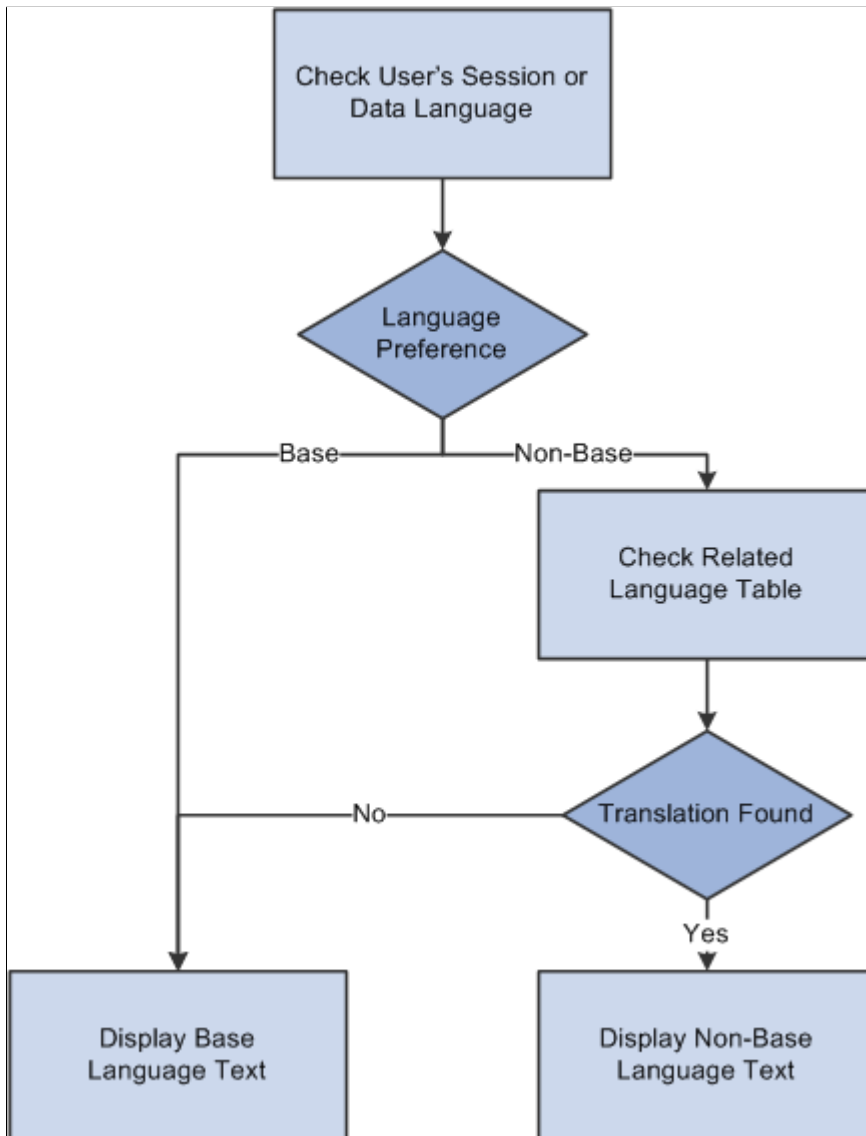 Check User's Session or
Data Language
Language
Preference
Base
Non-Base
Check Related
Language Table
No
Translation Found
Yes
Display Base
Language Text
Display Non-Base
Language Text